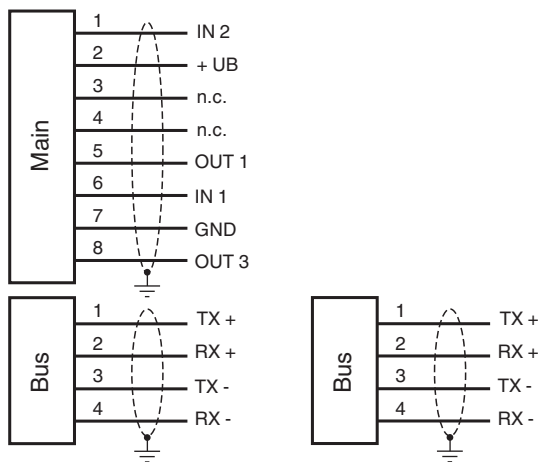 Main
1 IN 2
2 + UB
3 n.c.
4 n.c.
5 OUT 1
6 IN 1
7 GND
8 OUT 3
Bus
1 TX +
2 RX +
3 TX -
4 RX -
Bus
1 TX +
2 RX +
3 TX -
4 RX -